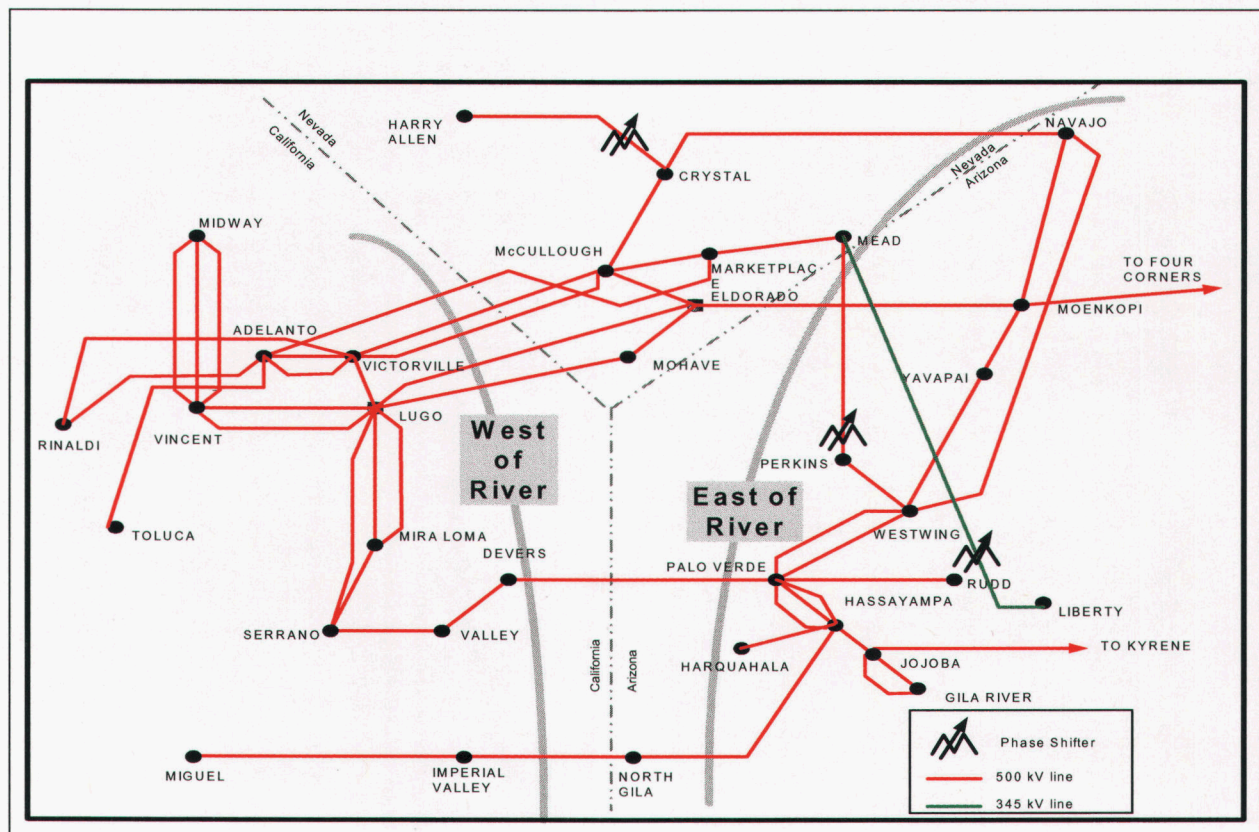 HARRY
ALLEN
Nevada
California
NAVAJO
Nevada
Arizona
CRYSTAL
MIDWAY
McCULLOUGH
MEAD
MARKETPLAC
E
TO FOUR
CORNERS
ELDORADO
MOENKOPI
ADELANTO
VICTORVILLE
MOHAVE
YAVAPAI
LUGO
RINALDI
VINCENT
West
of
River
PERKINS
East of
River
TOLUCA
MIRA LOMA
DEVERS
WESTWING
PALO VERDE
RUDD
HASSAYAMPA
LIBERTY
SERRANO
VALLEY
California
Arizona
HARQUAHALA
JOJOBA
TO KYRENE
GILA RIVER
MIGUEL
IMPERIAL
VALLEY
NORTH
GILA
Phase Shifter
500 kV line
345 kV line